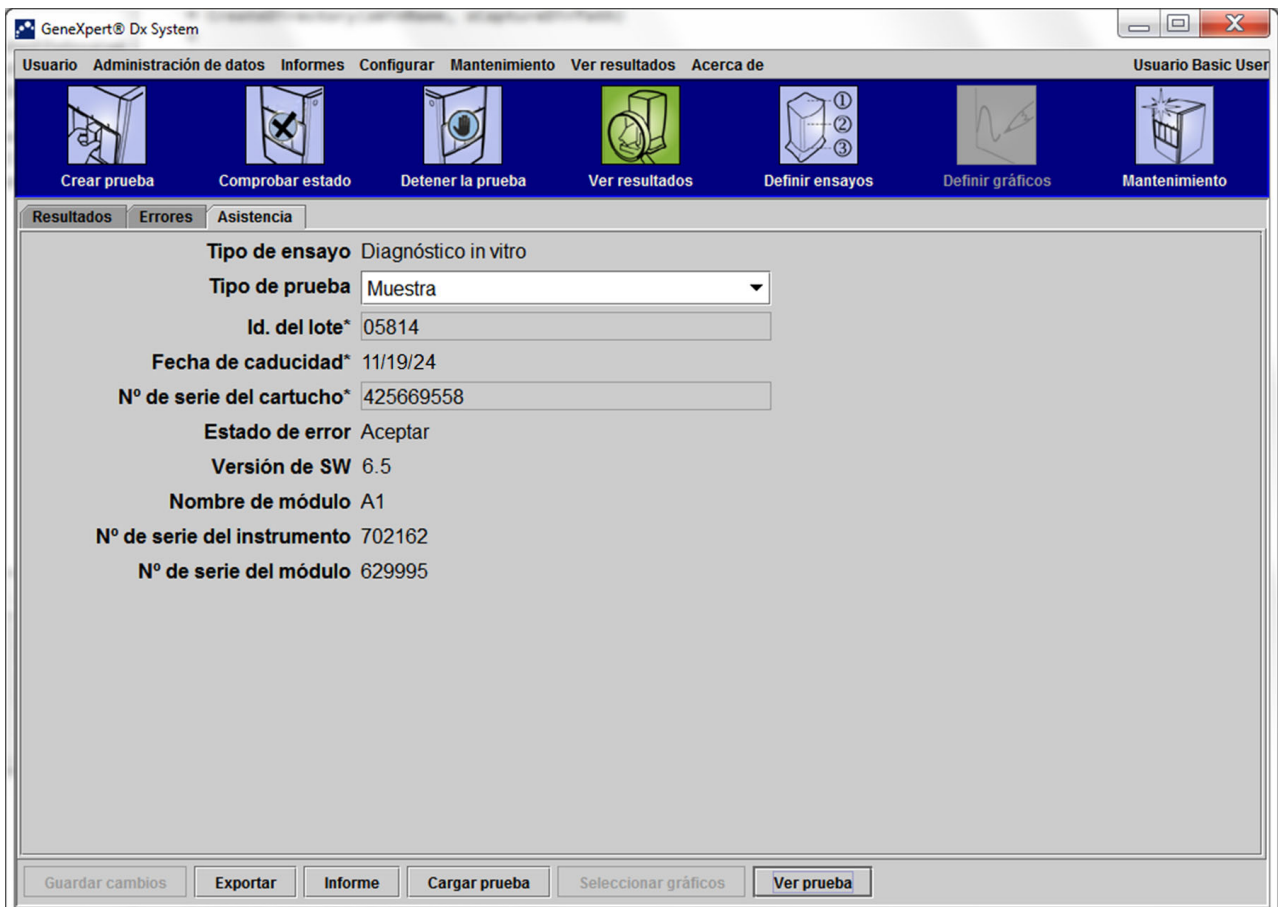 GeneXpert® Dx System
Usuario Administración de datos Informes Configurar Mantenimiento Ver resultados Acerca de Usuario Basic User
① ② ③
Crear prueba Comprobar estado Detener la prueba Ver resultados Definir ensayos Definir gráficos Mantenimiento
Resultados Errores Asistencia
Tipo de ensayo Diagnóstico in vitro
Tipo de prueba Muestra
Id. del lote* 05814
Fecha de caducidad* 11/19/24
Nº de serie del cartucho* 425669558
Estado de error Aceptar
Versión de SW 6.5
Nombre de módulo A1
Nº de serie del instrumento 702162
Nº de serie del módulo 629995
Guardar cambios Exportar Informe Cargar prueba Seleccionar gráficos Ver prueba